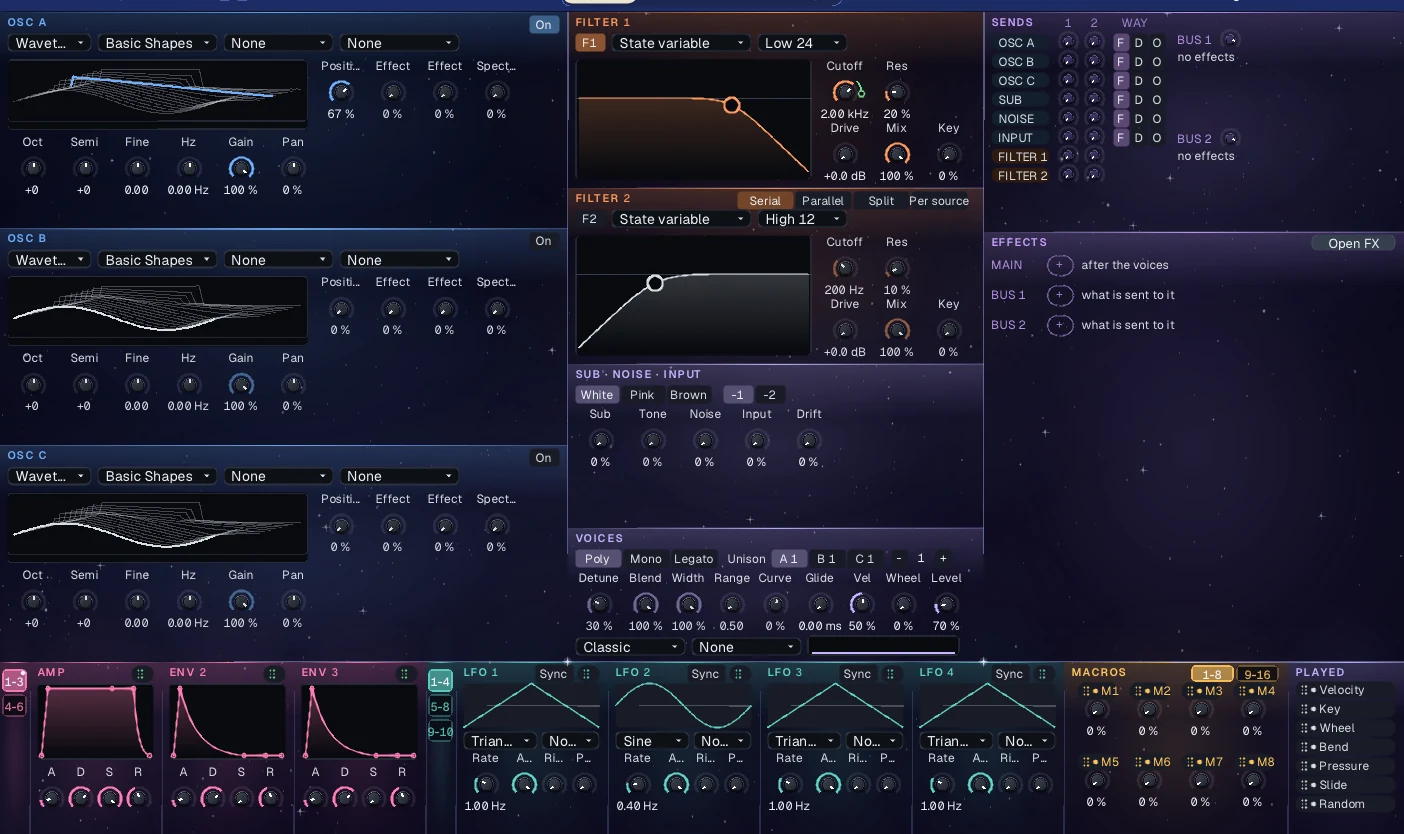 OSC A
On
Wavet... Basic Shapes None None
Positi... Effect Effect Spect...
67 % 0 % 0 % 0 %
Oct Semi Fine Hz Gain Pan
+0 +0 0.00 0.00 Hz 100 % 0 %
OSC B
On
Wavet... Basic Shapes None None
Positi... Effect Effect Spect...
0 % 0 % 0 % 0 %
Oct Semi Fine Hz Gain Pan
+0 +0 0.00 0.00 Hz 100 % 0 %
OSC C
On
Wavet... Basic Shapes None None
Positi... Effect Effect Spect...
0 % 0 % 0 % 0 %
Oct Semi Fine Hz Gain Pan
+0 +0 0.00 0.00 Hz 100 % 0 %
FILTER 1
F1 State variable Low 24
Cutoff Res
2.00 kHz 20 %
Drive Mix Key
+0.0 dB 100 % 0 %
FILTER 2 Serial Parallel Split Per source
F2 State variable High 12
Cutoff Res
200 Hz 10 %
Drive Mix Key
+0.0 dB 100 % 0 %
SUB · NOISE · INPUT
White Pink Brown -1 -2
Sub Tone Noise Input Drift
0 % 0 % 0 % 0 % 0 %
VOICES
Poly Mono Legato Unison A 1 B 1 C 1 - 1 +
Detune Blend Width Range Curve Glide Vel Wheel Level
30 % 100 % 100 % 0.50 0 % 0.00 ms 50 % 0 % 70 %
Classic None
SENDS 1 2 WAY
OSC A F D O
OSC B F D O
OSC C F D O
SUB F D O
NOISE F D O
INPUT F D O
FILTER 1
FILTER 2
BUS 1
no effects
BUS 2
no effects
EFFECTS Open FX
MAIN + after the voices
BUS 1 + what is sent to it
BUS 2 + what is sent to it
1-3
4-6
AMP
A D S R
ENV 2
A D S R
ENV 3
A D S R
1-4
5-8
9-10
LFO 1 Sync
Trian... No...
Rate A... Ri... P...
1.00 Hz
LFO 2 Sync
Sine No...
Rate A... Ri... P...
0.40 Hz
LFO 3 Sync
Trian... No...
Rate A... Ri... P...
1.00 Hz
LFO 4 Sync
Trian... No...
Rate A... Ri... P...
1.00 Hz
MACROS 1-8 9-16
M1 M2 M3 M4
0 % 0 % 0 % 0 %
M5 M6 M7 M8
0 % 0 % 0 % 0 %
PLAYED
Velocity
Key
Wheel
Bend
Pressure
Slide
Random